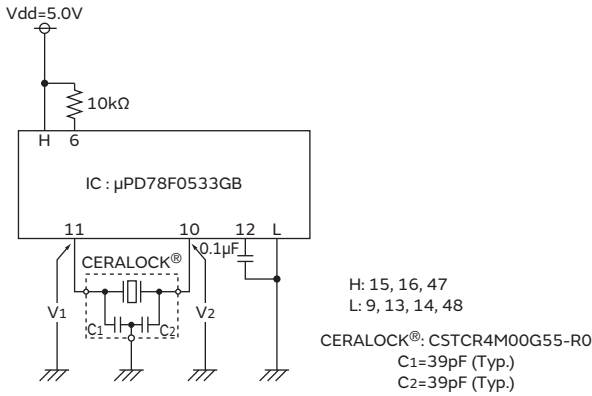 Vdd=5.0V
10kΩ
H 6
IC : µPD78F0533GB
11 10 12 L
0.1µF
CERALOCK®
V1 C1 C2 V2
H: 15, 16, 47
L: 9, 13, 14, 48
CERALOCK®: CSTCR4M00G55-R0
C1=39pF (Typ.)
C2=39pF (Typ.)